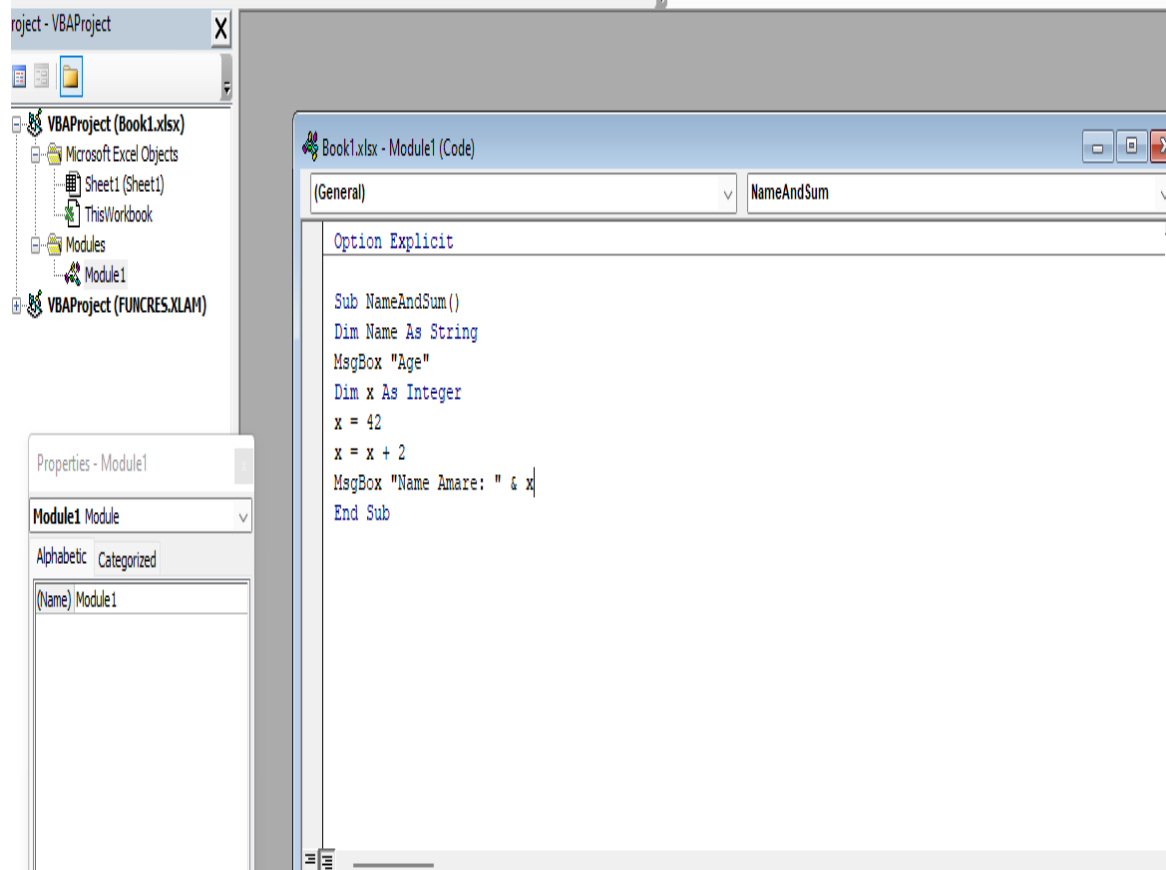 roject - VBAProject
VBAProject (Book1.xlsx)
Microsoft Excel Objects
Sheet1 (Sheet1)
ThisWorkbook
Modules
Module1
VBAProject (FUNCRES.XLAM)
Properties - Module1
Module1 Module
Alphabetic Categorized
(Name) Module1
Book1.xlsx - Module1 (Code)
(General) NameAndSum
Option Explicit
Sub NameAndSum()
Dim Name As String
MsgBox "Age"
Dim x As Integer
x = 42
x = x + 2
MsgBox "Name Amare: " & x
End Sub